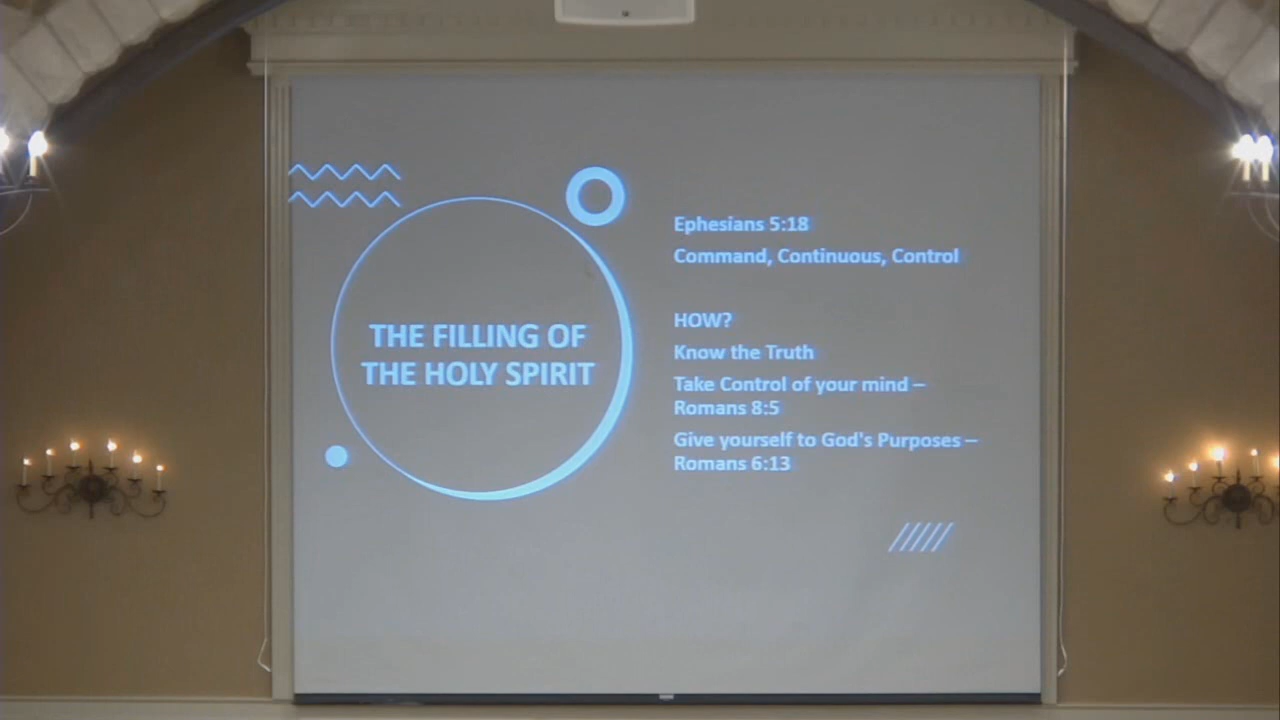 THE FILLING OF
THE HOLY SPIRIT
Ephesians 5:18
Command, Continuous, Control
HOW?
Know the Truth
Take Control of your mind –
Romans 8:5
Give yourself to God's Purposes –
Romans 6:13